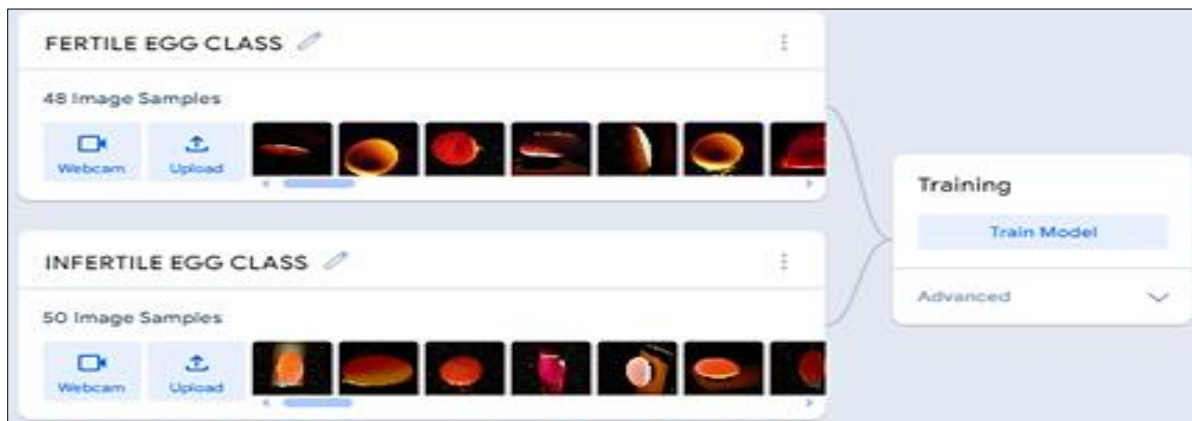 FERTILE EGG CLASS
48 Image Samples
Webcam
Upload
INFERTILE EGG CLASS
50 Image Samples
Webcam
Upload
Training
Train Model
Advanced